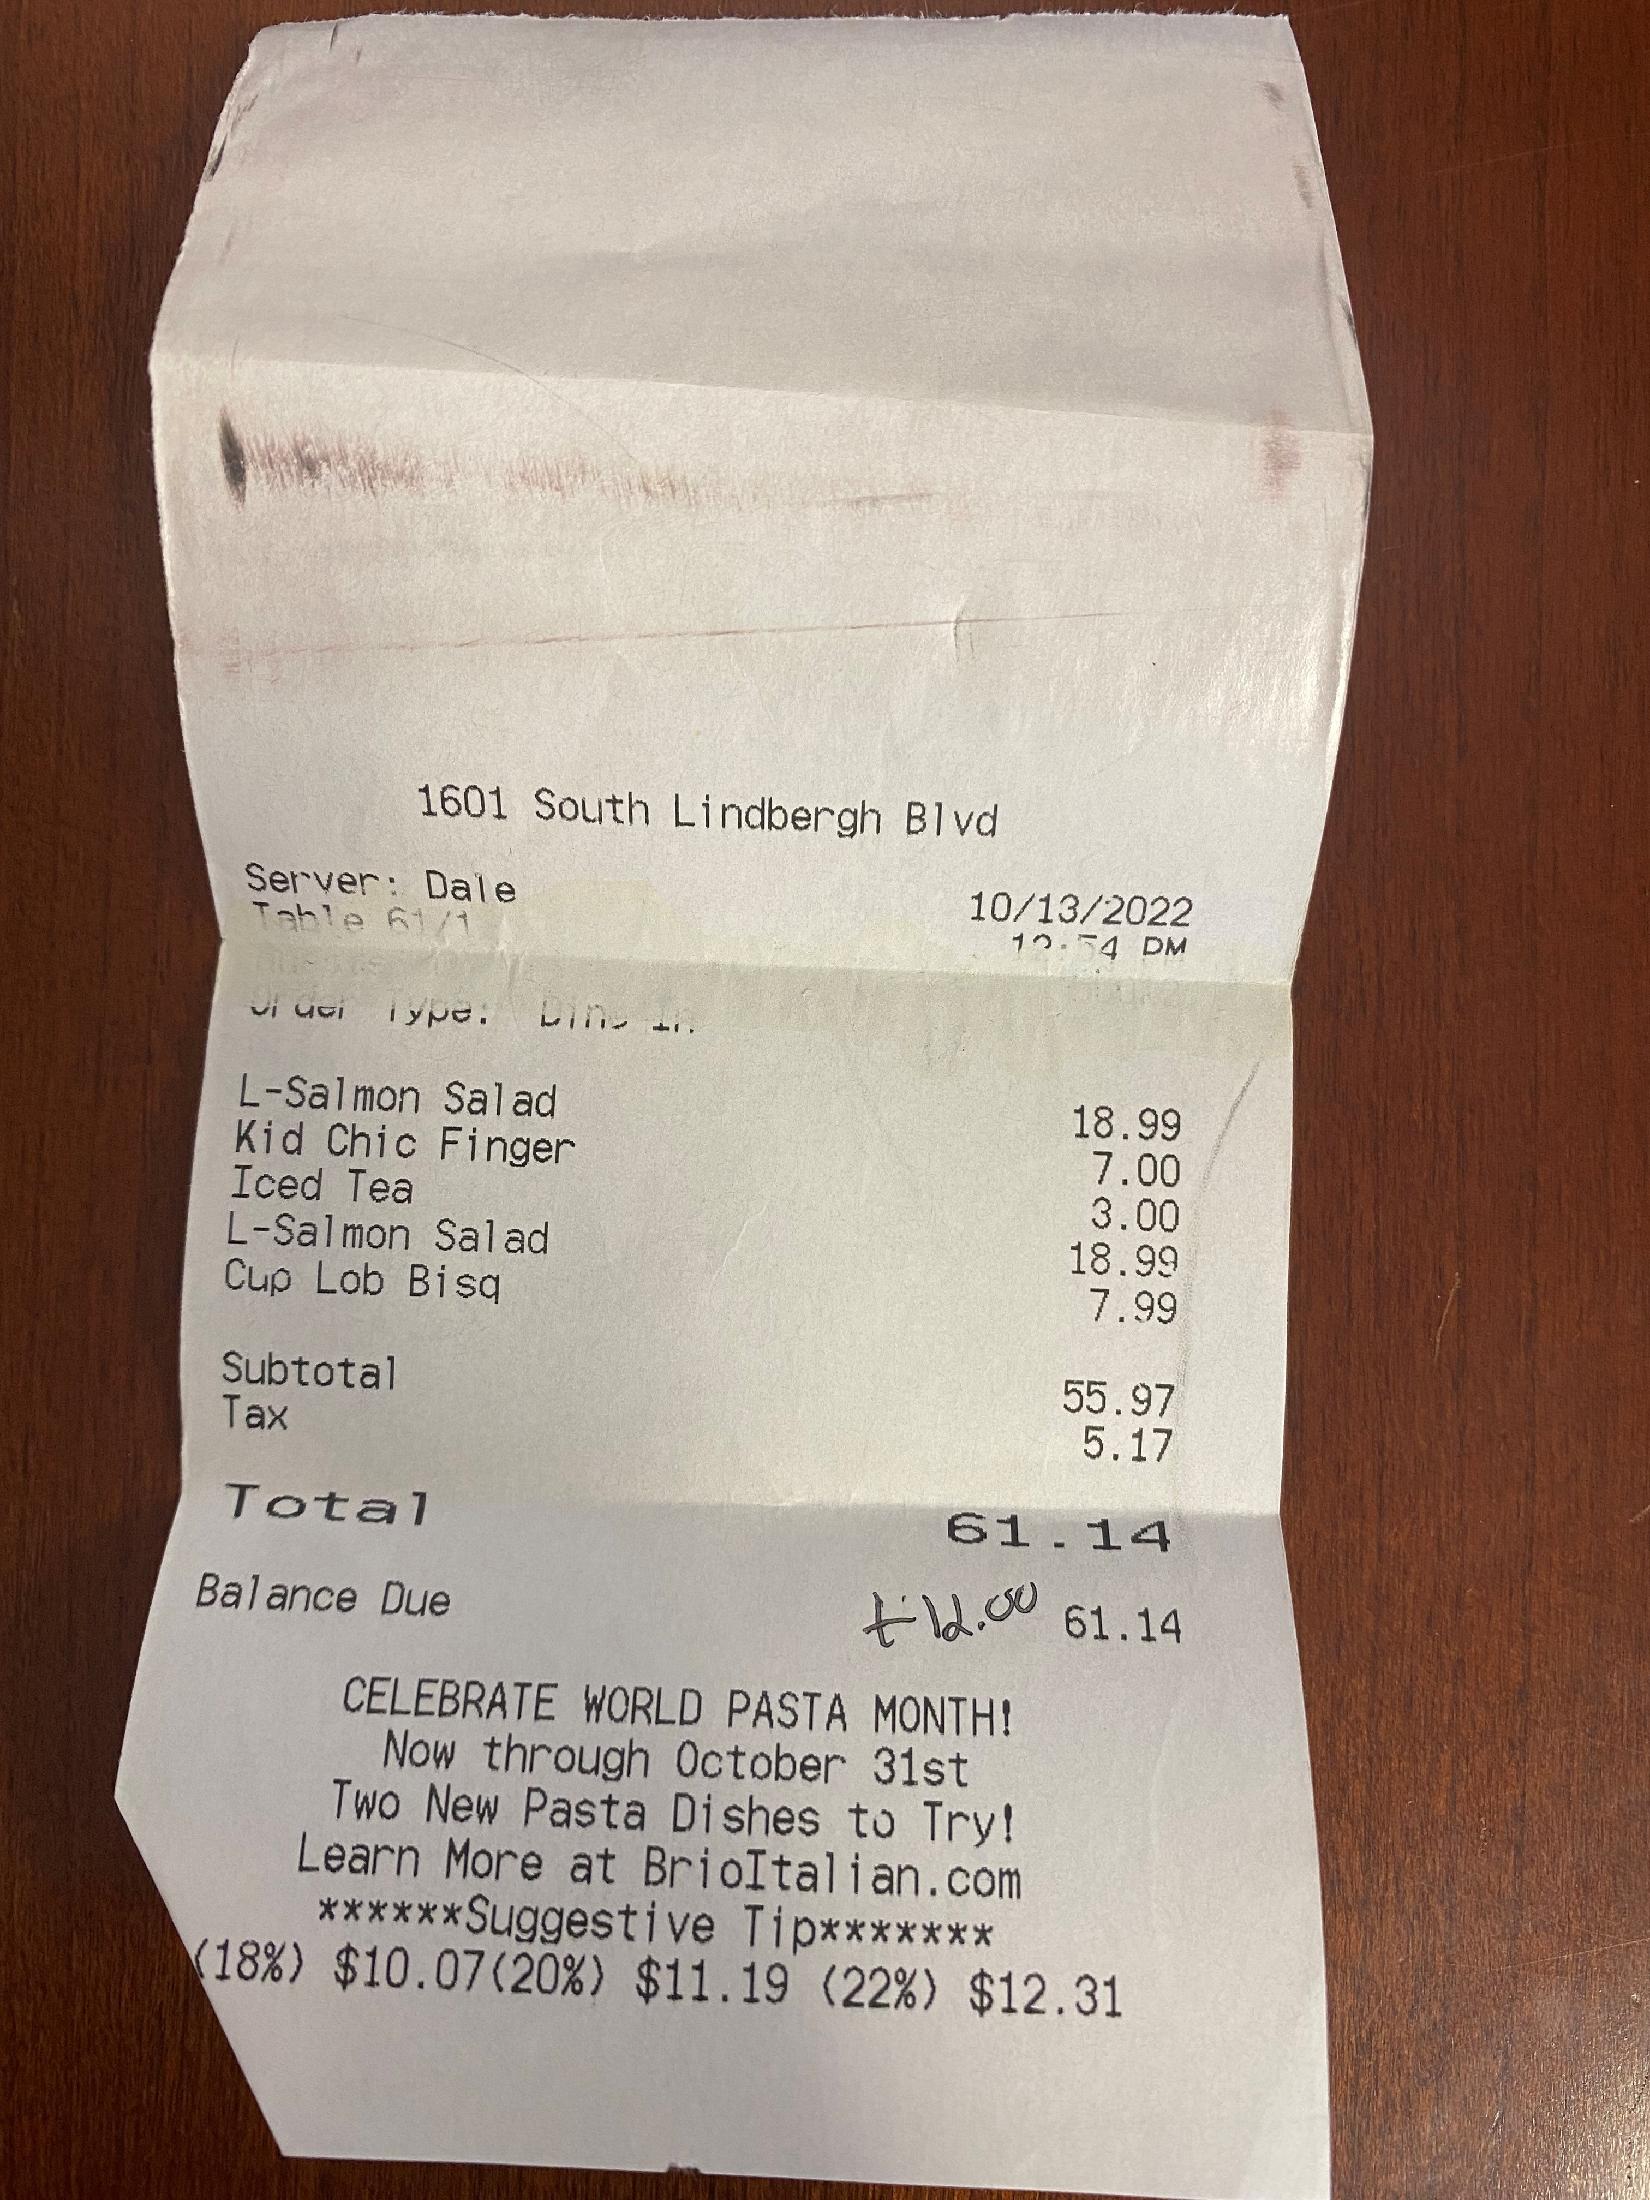 1601 South Lindbergh Blvd
Server: Dale 10/13/2022
Table 61/1 12:54 PM
Order Type: Dine In
L-Salmon Salad 18.99
Kid Chic Finger 7.00
Iced Tea 3.00
L-Salmon Salad 18.99
Cup Lob Bisq 7.99
Subtotal 55.97
Tax 5.17
Total 61.14
Balance Due +12.00 61.14
CELEBRATE WORLD PASTA MONTH!
Now through October 31st
Two New Pasta Dishes to Try!
Learn More at BrioItalian.com
******Suggestive Tip*******
(18%) $10.07(20%) $11.19 (22%) $12.31